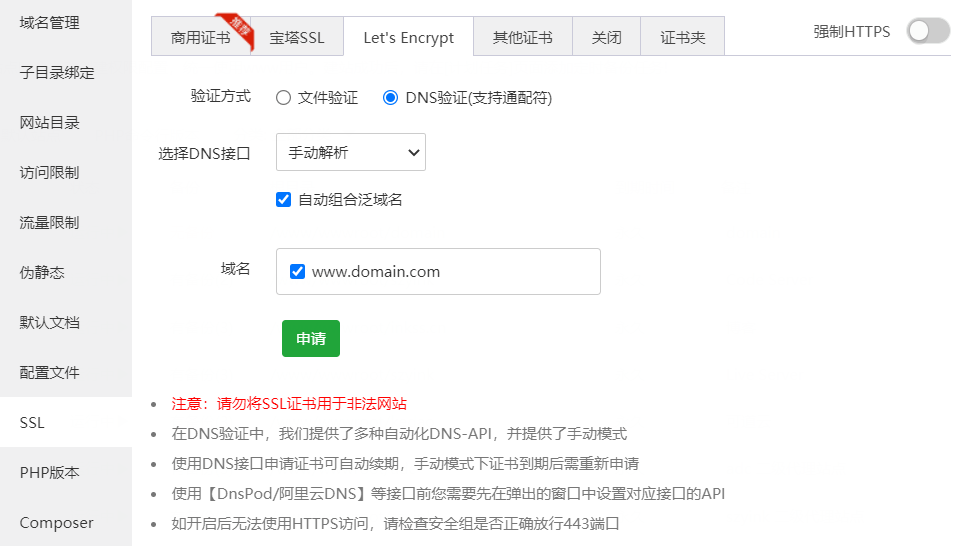 域名管理
子目录绑定
网站目录
访问限制
流量限制
伪静态
默认文档
配置文件
SSL
PHP版本
Composer
商用证书
推荐
宝塔SSL
Let's Encrypt
其他证书
关闭
证书夹
强制HTTPS
验证方式
文件验证
DNS验证(支持通配符)
选择DNS接口
手动解析
自动组合泛域名
域名
www.domain.com
申请
注意：请勿将SSL证书用于非法网站
在DNS验证中，我们提供了多种自动化DNS-API，并提供了手动模式
使用DNS接口申请证书可自动续期，手动模式下证书到期后需重新申请
使用【DnsPod/阿里云DNS】等接口前您需要先在弹出的窗口中设置对应接口的API
如开启后无法使用HTTPS访问，请检查安全组是否正确放行443端口